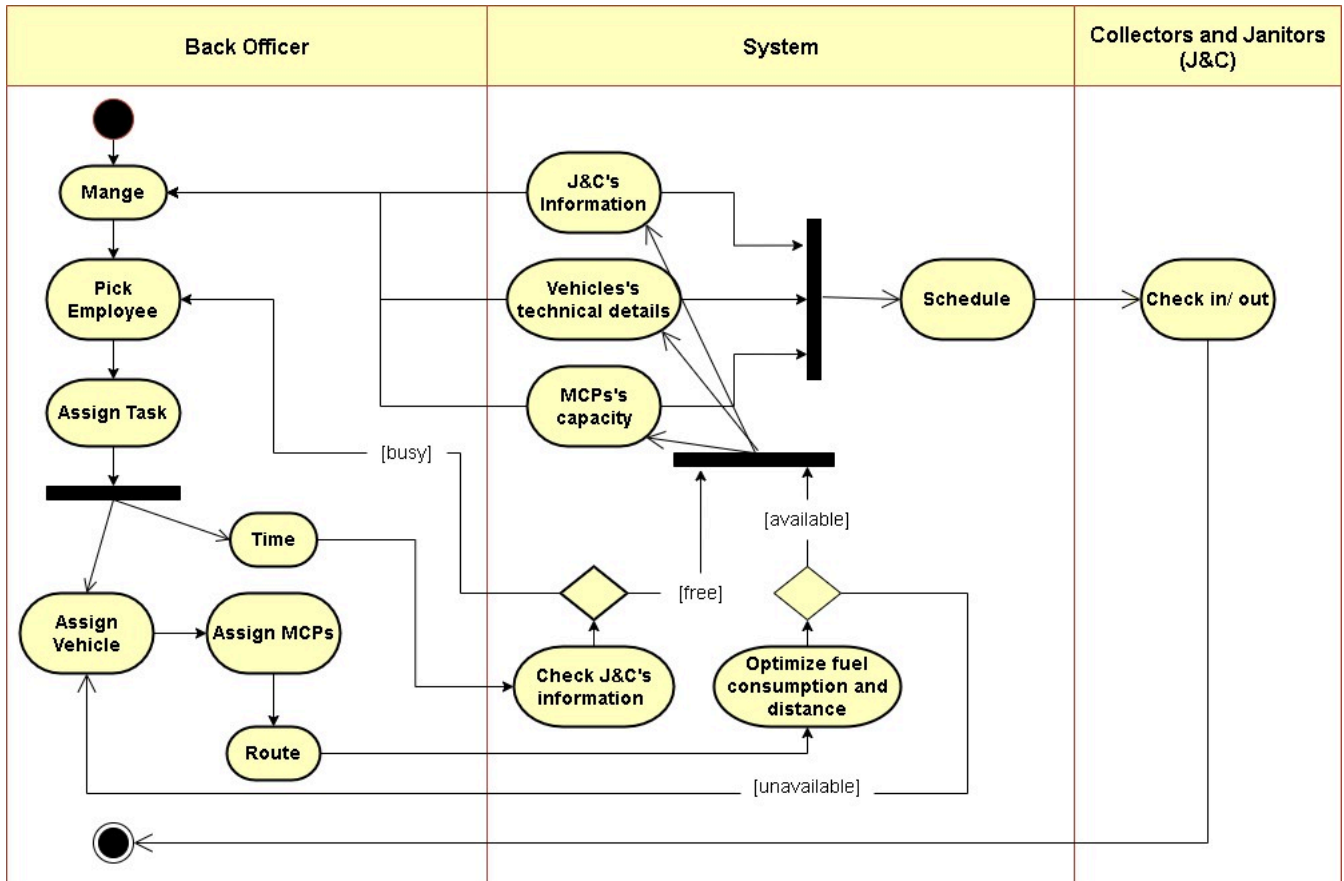 Back Officer
System
Collectors and Janitors
(J&C)
Mange
J&C's
Information
Pick
Employee
Vehicles's
technical details
Schedule
Check in/ out
Assign Task
MCPs's
capacity
[busy]
[available]
Time
[free]
Assign
Vehicle
Assign MCPs
Check J&C's
information
Optimize fuel
consumption and
distance
Route
[unavailable]